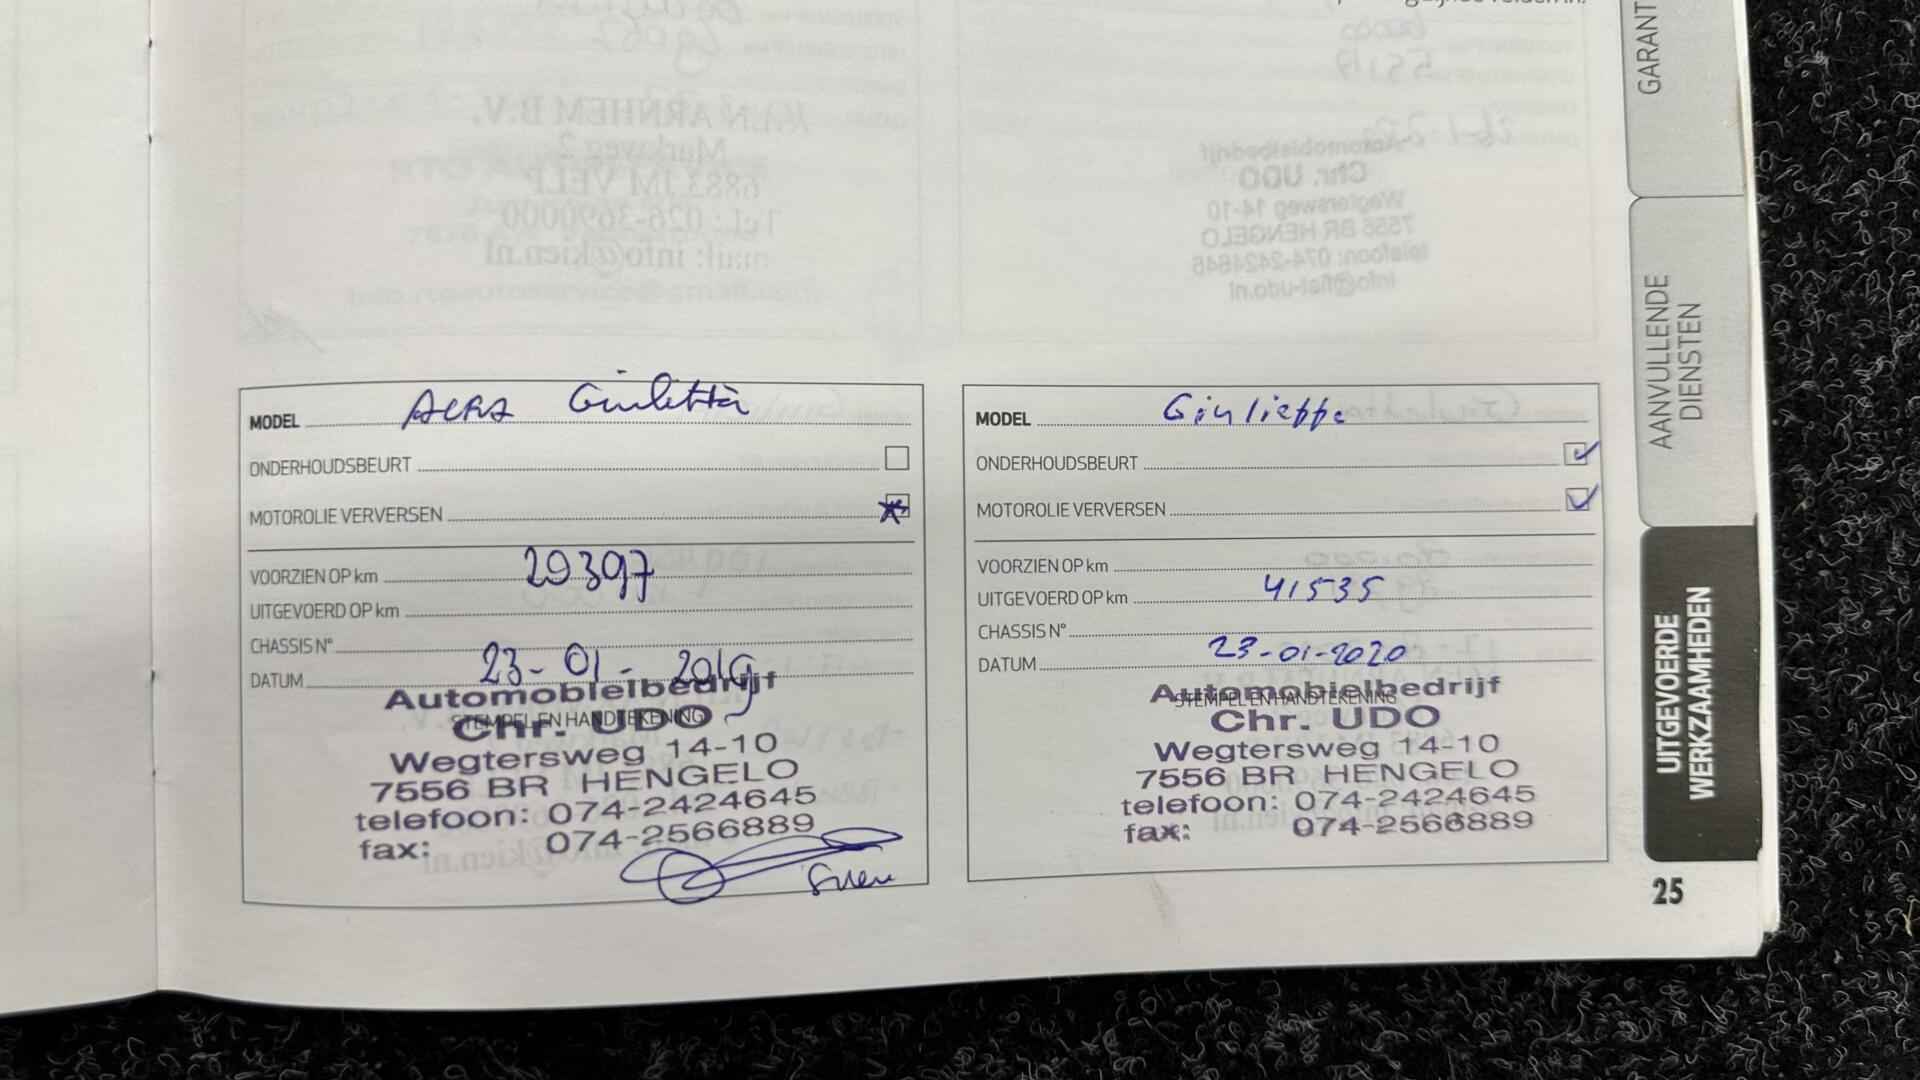 GARANT
AANVULLENDE
DIENSTEN
UITGEVOERDE
WERKZAAMHEDEN
MODEL Alfa Giulietta
ONDERHOUDSBEURT
MOTOROLIE VERVERSEN
VOORZIEN OP km 29397
UITGEVOERD OP km
CHASSIS N°
DATUM 23-01-2019
STEMPEL EN HANDTEKENING
Automobielbedrijf
Chr. UDO
Wegtersweg 14-10
7556 BR HENGELO
telefoon: 074-2424645
fax: 074-2566889
MODEL Giulieppe
ONDERHOUDSBEURT
MOTOROLIE VERVERSEN
VOORZIEN OP km
UITGEVOERD OP km 41535
CHASSIS N°
DATUM 23-01-2020
STEMPEL EN HANDTEKENING
Automobielbedrijf
Chr. UDO
Wegtersweg 14-10
7556 BR HENGELO
telefoon: 074-2424645
fax: 074-2566889
25